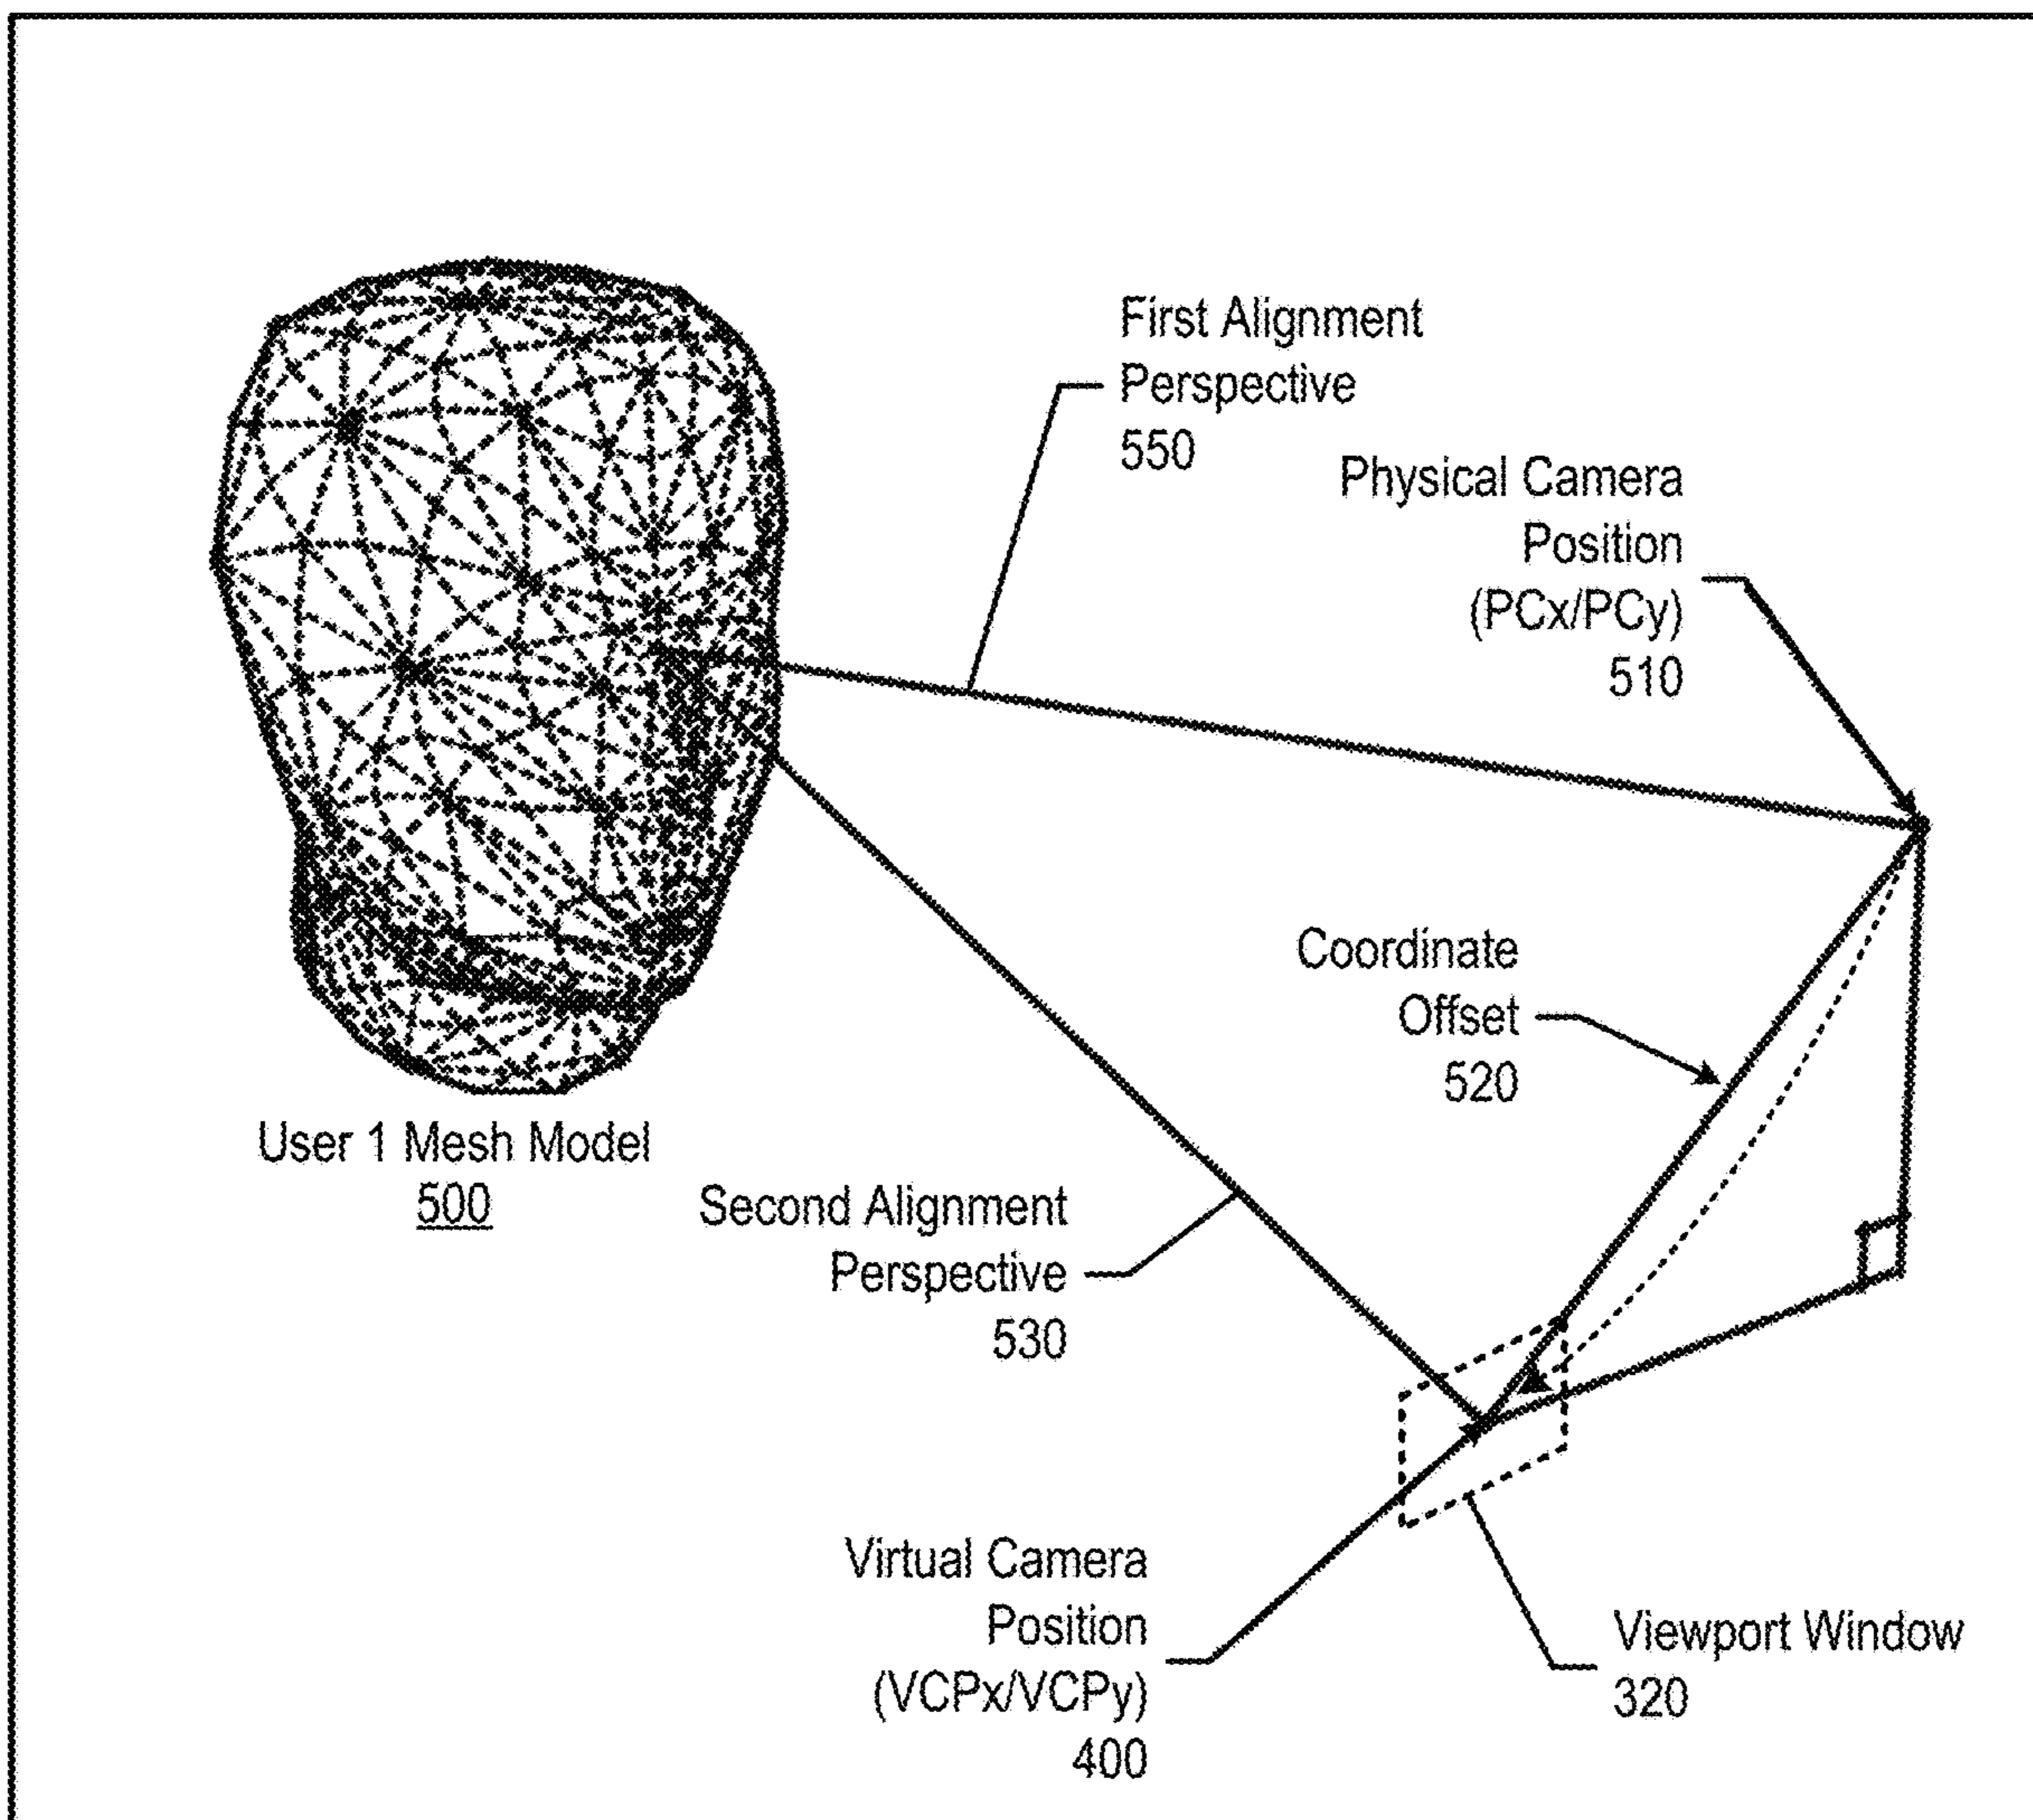 First Alignment
Perspective
550
Physical Camera
Position
(PCx/PCy)
510
Coordinate
Offset
520
User 1 Mesh Model
500
Second Alignment
Perspective
530
Virtual Camera
Position
(VCPx/VCPy)
400
Viewport Window
320